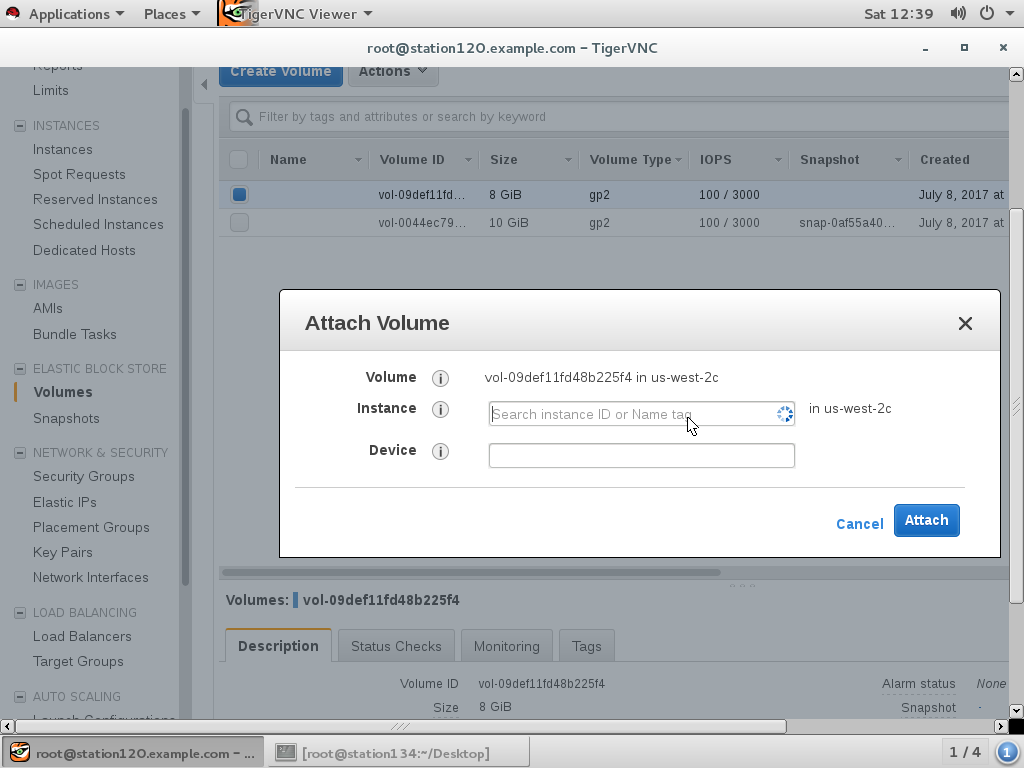 Applications Places TigerVNC Viewer Sat 12:39
root@station120.example.com – TigerVNC
Reports
Limits
INSTANCES
Instances
Spot Requests
Reserved Instances
Scheduled Instances
Dedicated Hosts
IMAGES
AMIs
Bundle Tasks
ELASTIC BLOCK STORE
Volumes
Snapshots
NETWORK & SECURITY
Security Groups
Elastic IPs
Placement Groups
Key Pairs
Network Interfaces
LOAD BALANCING
Load Balancers
Target Groups
AUTO SCALING
Launch Configurations
Create Volume Actions
Filter by tags and attributes or search by keyword
Name Volume ID Size Volume Type IOPS Snapshot Created
vol-09def11fd... 8 GiB gp2 100 / 3000 July 8, 2017 at
vol-0044ec79... 10 GiB gp2 100 / 3000 snap-0af55a40... July 8, 2017 at
Attach Volume
Volume i vol-09def11fd48b225f4 in us-west-2c
Instance i Search instance ID or Name tag in us-west-2c
Device i
Cancel Attach
Volumes: vol-09def11fd48b225f4
Description Status Checks Monitoring Tags
Volume ID vol-09def11fd48b225f4 Alarm status None
Size 8 GiB Snapshot -
root@station120.example.com – ... [root@station134:~/Desktop] 1 / 4 1